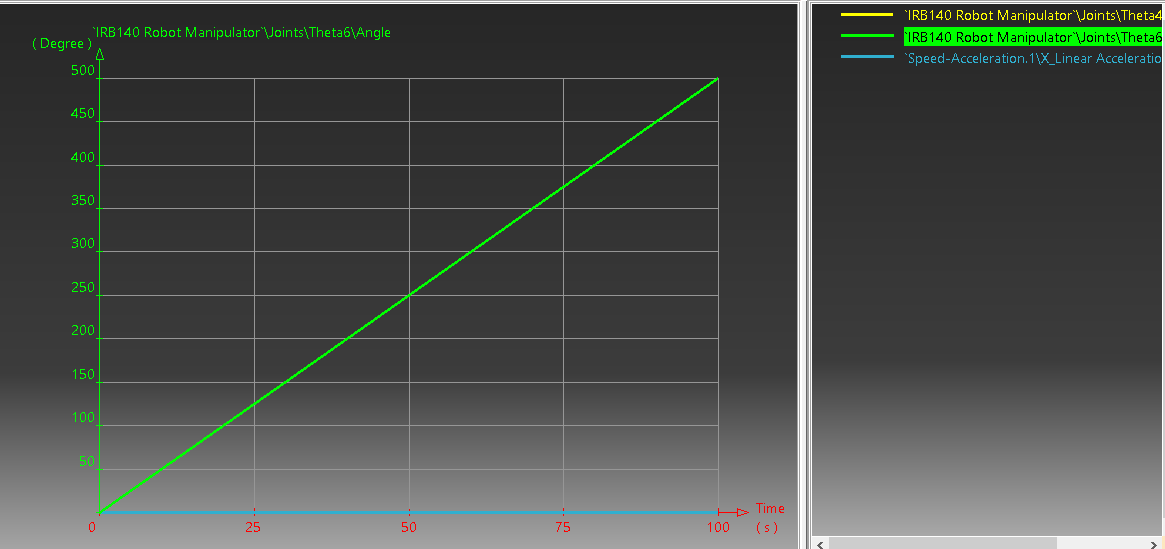 `IRB140 Robot Manipulator`\Joints\Theta6\Angle
( Degree )
500
450
400
350
300
250
200
150
100
50
0
25
50
75
100
Time
( s )
`IRB140 Robot Manipulator`\Joints\Theta4
`IRB140 Robot Manipulator`\Joints\Theta6
`Speed-Acceleration.1\X_Linear Acceleratio